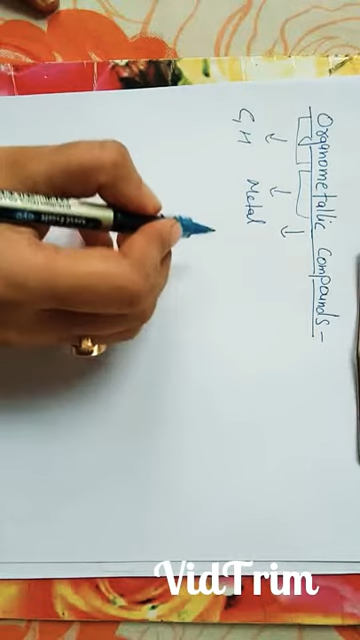 Organometallic Compounds -
↓ ↓ ↓
C,H Metal
VidTrim